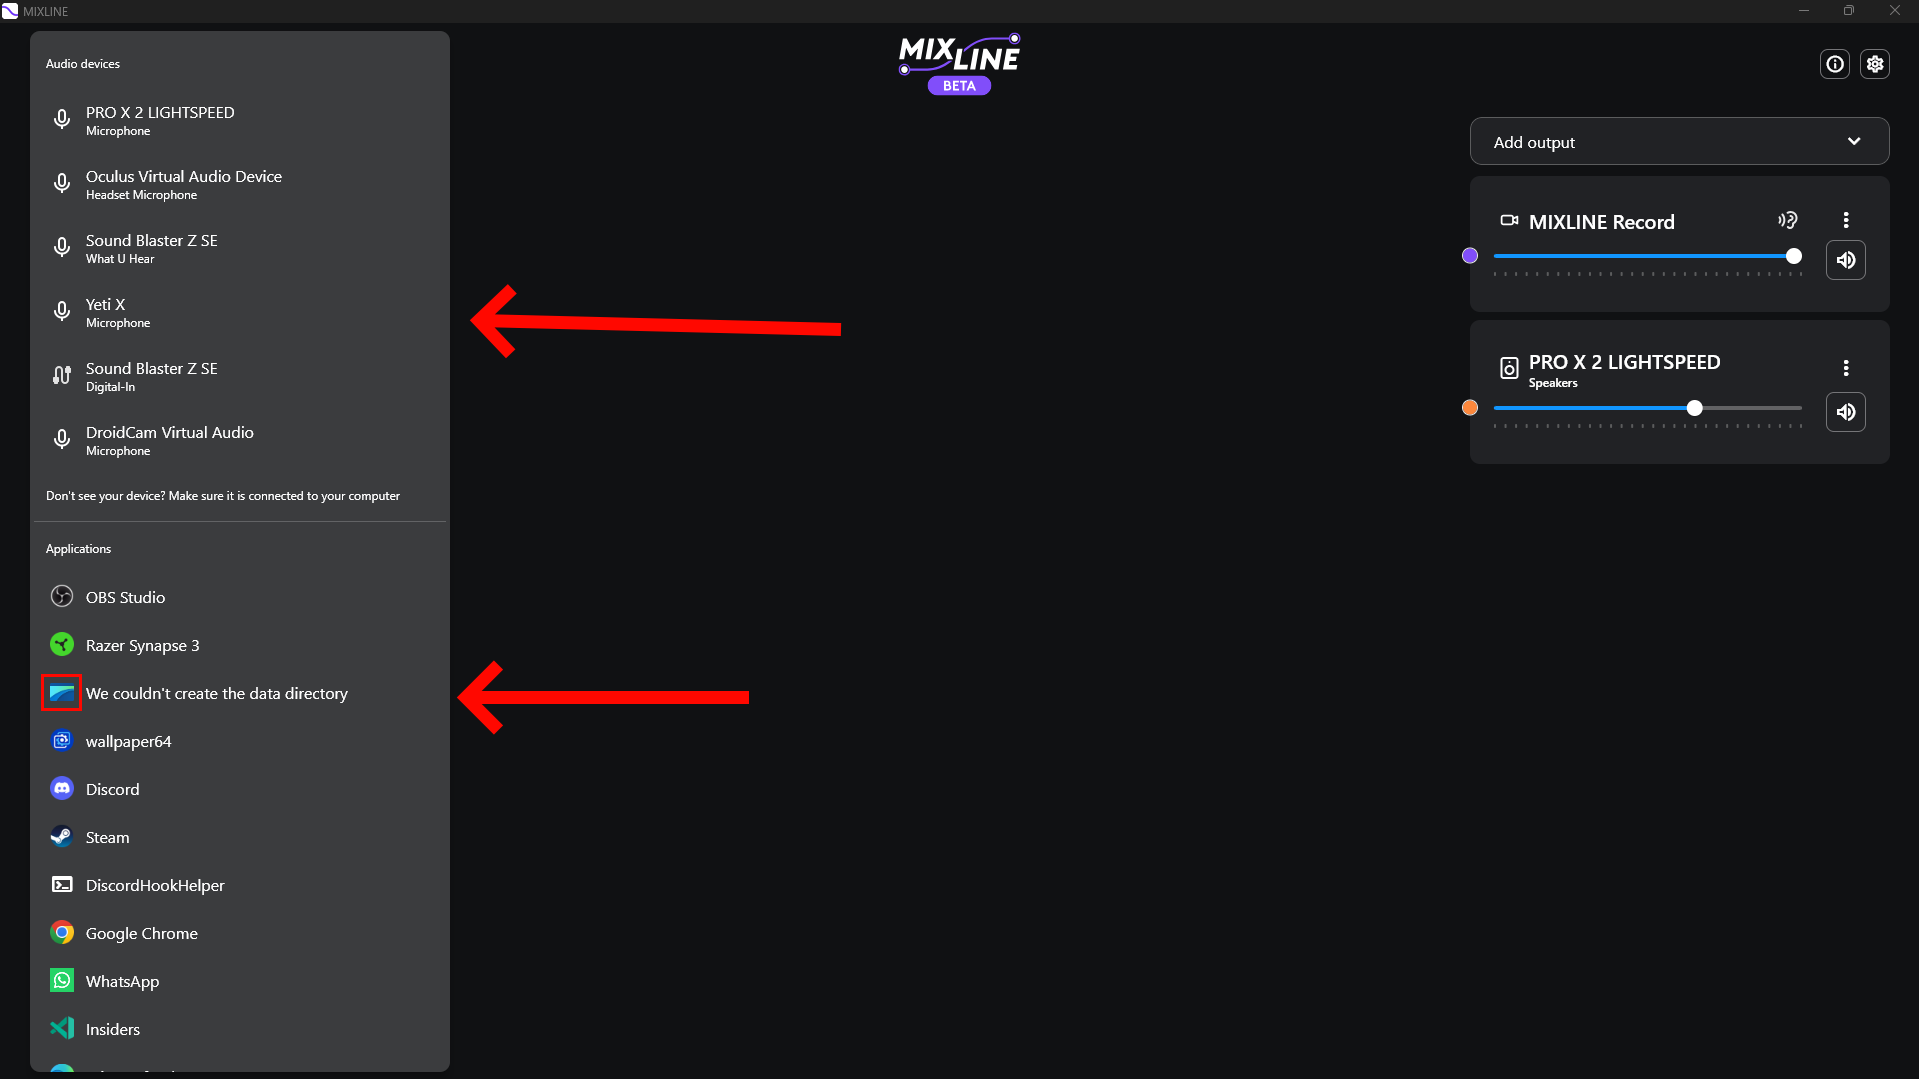 MIXLINE
Audio devices
PRO X 2 LIGHTSPEED
Microphone
Oculus Virtual Audio Device
Headset Microphone
Sound Blaster Z SE
What U Hear
Yeti X
Microphone
Sound Blaster Z SE
Digital-In
DroidCam Virtual Audio
Microphone
Don't see your device? Make sure it is connected to your computer
Applications
OBS Studio
Razer Synapse 3
We couldn't create the data directory
wallpaper64
Discord
Steam
DiscordHookHelper
Google Chrome
WhatsApp
Insiders
MIXLINE
BETA
Add output
MIXLINE Record
PRO X 2 LIGHTSPEED
Speakers